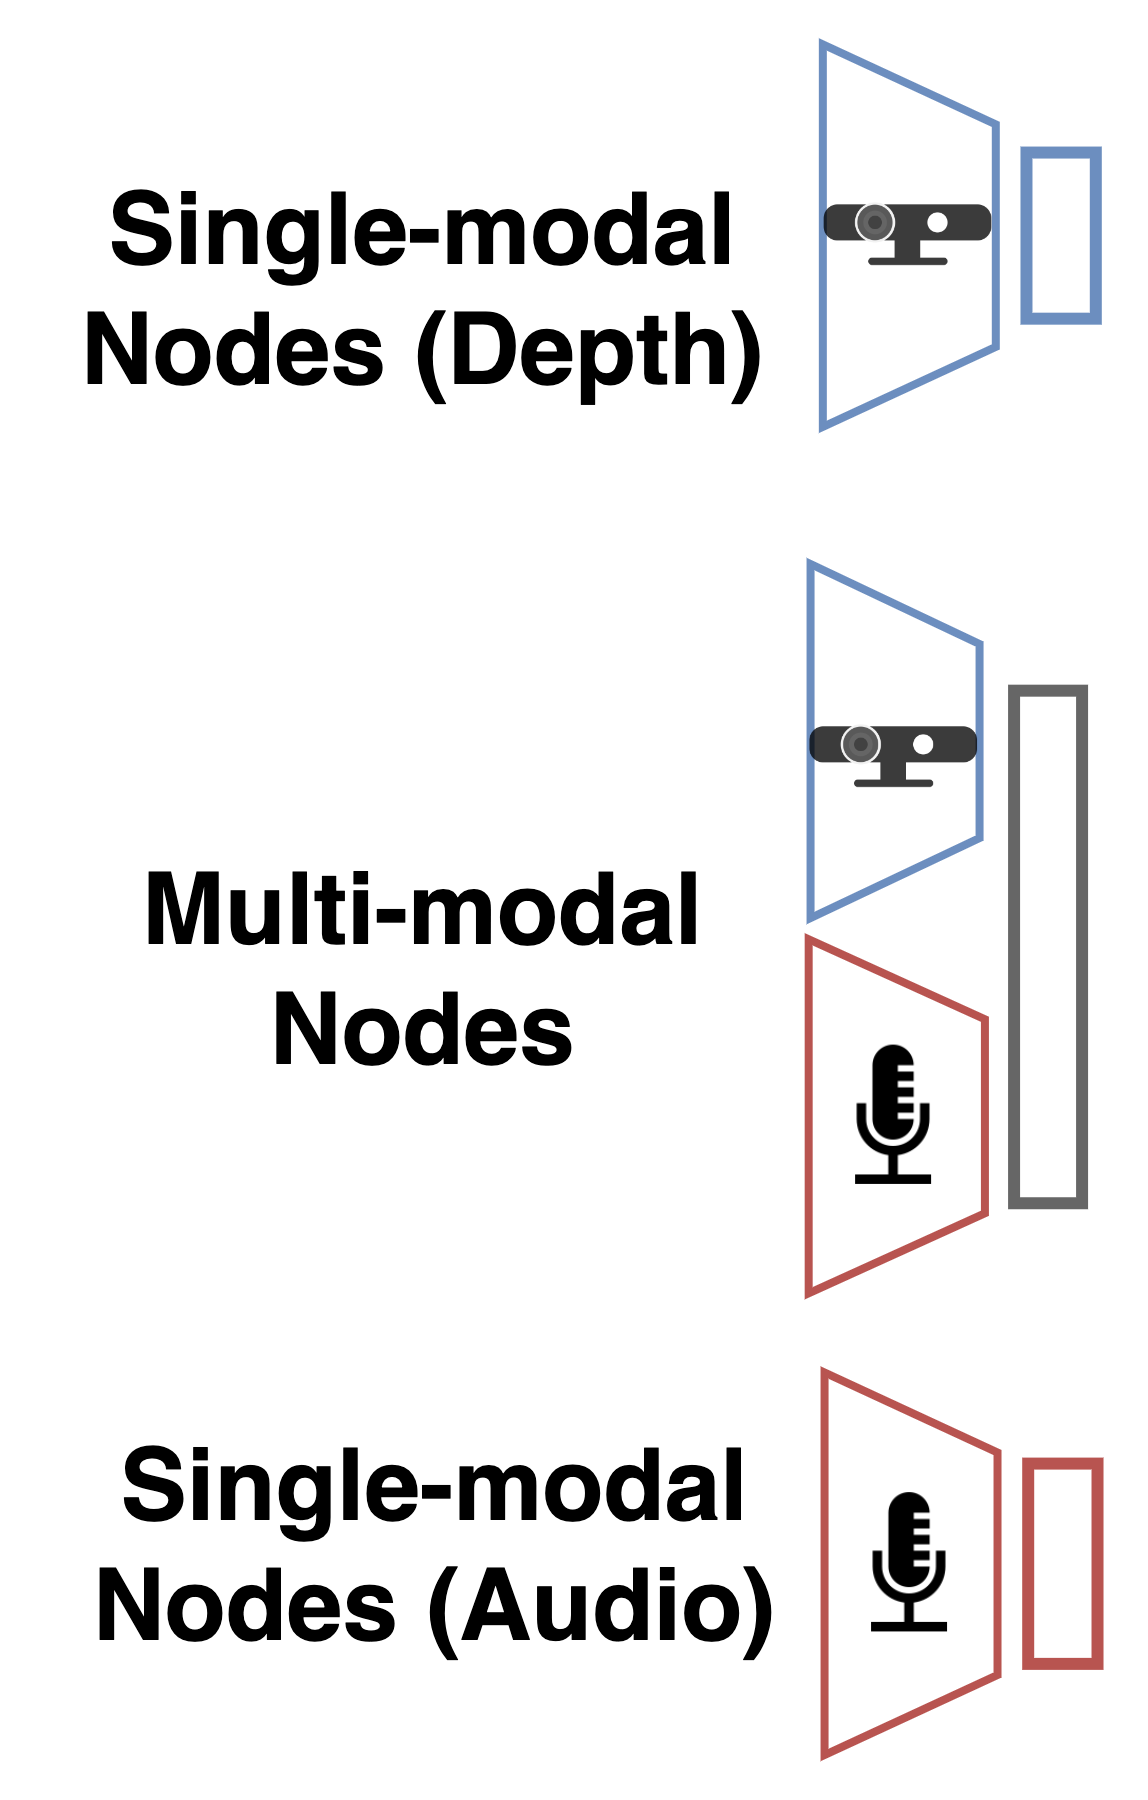 Single-modal
Nodes (Depth)
Multi-modal
Nodes
Single-modal
Nodes (Audio)